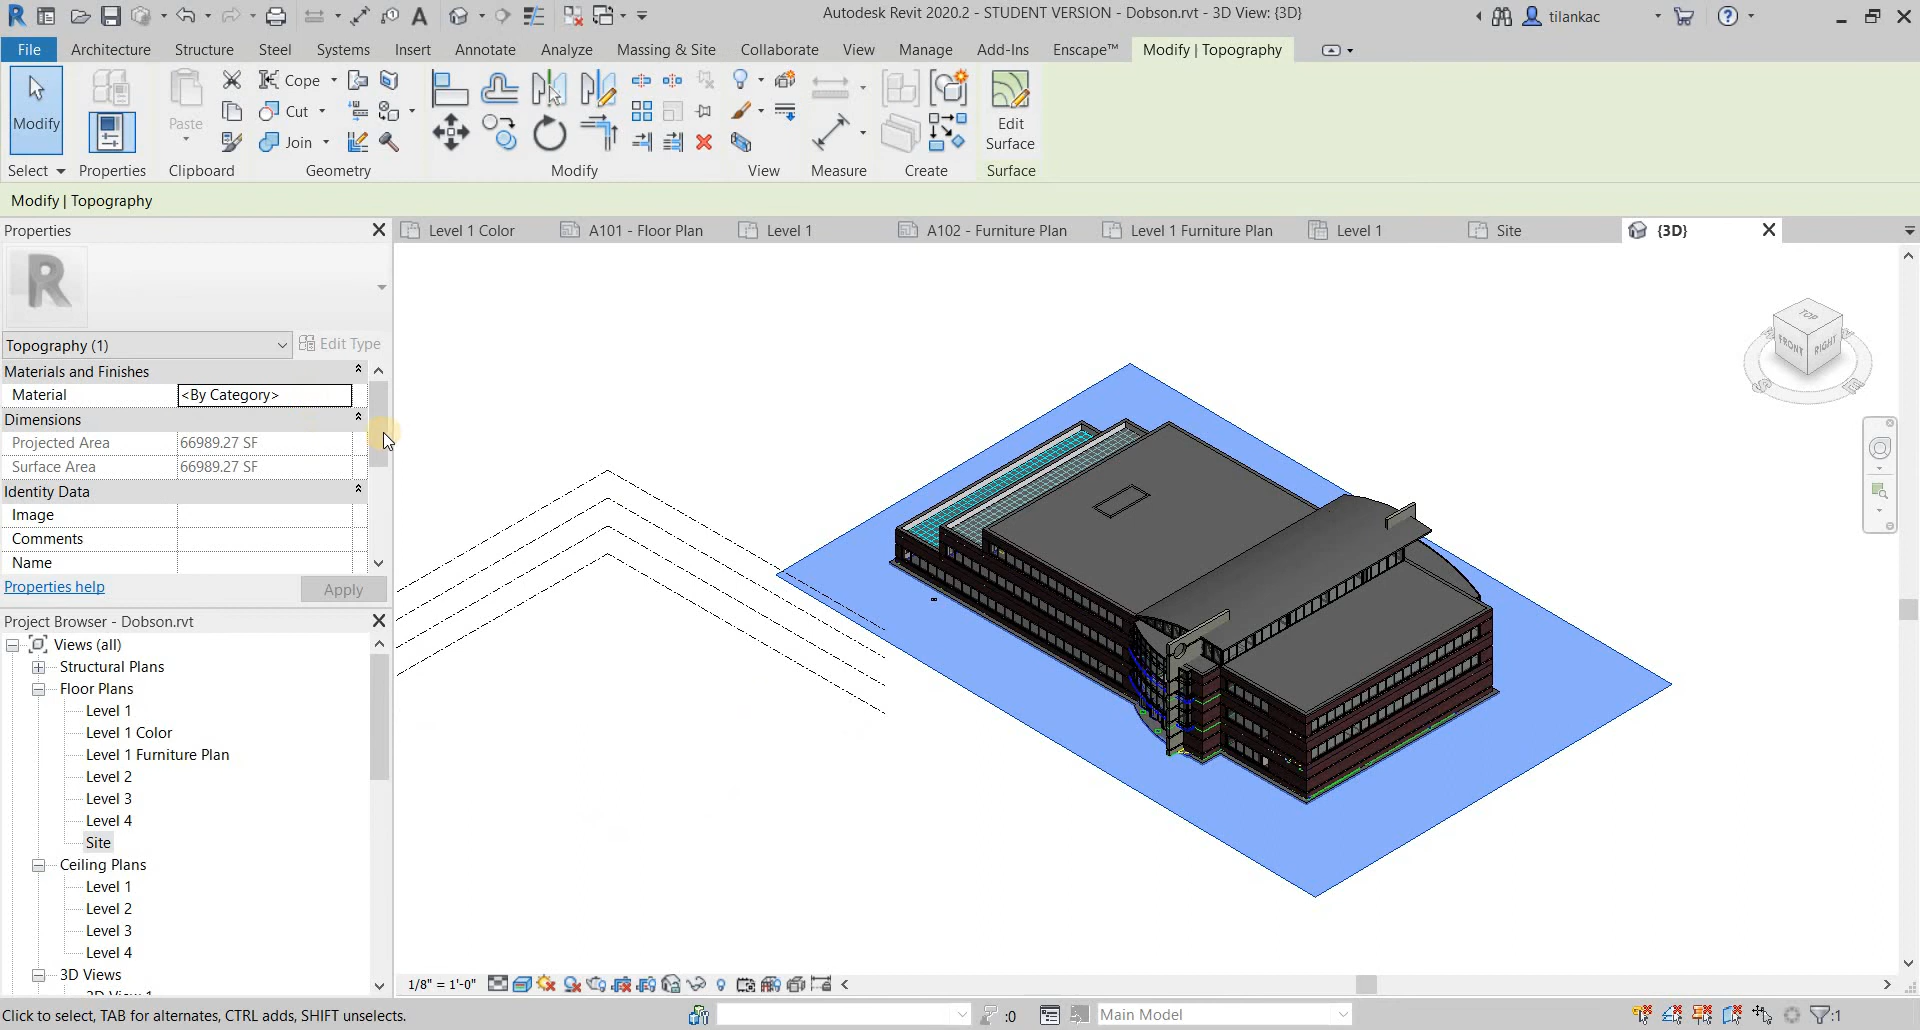 Autodesk Revit 2020.2 - STUDENT VERSION - Dobson.rvt - 3D View: {3D}
tilankac
File Architecture Structure Steel Systems Insert Annotate Analyze Massing & Site Collaborate View Manage Add-Ins Enscape™ Modify | Topography
Modify
Paste
Cope
Cut
Join
Edit
Surface
Select Properties Clipboard Geometry Modify View Measure Create Surface
Modify | Topography
Properties
Level 1 Color A101 - Floor Plan Level 1 A102 - Furniture Plan Level 1 Furniture Plan Level 1 Site {3D}
R
Topography (1) Edit Type
Materials and Finishes
Material <By Category>
Dimensions
Projected Area 66989.27 SF
Surface Area 66989.27 SF
Identity Data
Image
Comments
Name
Properties help Apply
Project Browser - Dobson.rvt
Views (all)
Structural Plans
Floor Plans
Level 1
Level 1 Color
Level 1 Furniture Plan
Level 2
Level 3
Level 4
Site
Ceiling Plans
Level 1
Level 2
Level 3
Level 4
3D Views
TOP
FRONT RIGHT
S E
1/8" = 1'-0"
Click to select, TAB for alternates, CTRL adds, SHIFT unselects.
:0
Main Model
:1